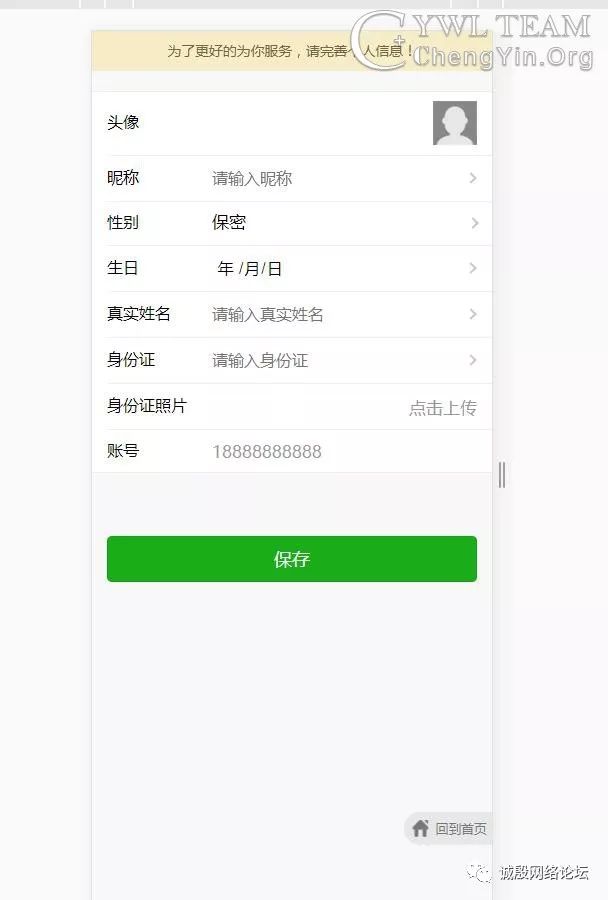 CYWL TEAM
ChengYin.Org
为了更好的为你服务，请完善个人信息！
头像
昵称 请输入昵称
性别 保密
生日 年 /月/日
真实姓名 请输入真实姓名
身份证 请输入身份证
身份证照片 点击上传
账号 18888888888
保存
回到首页
诚殷网络论坛